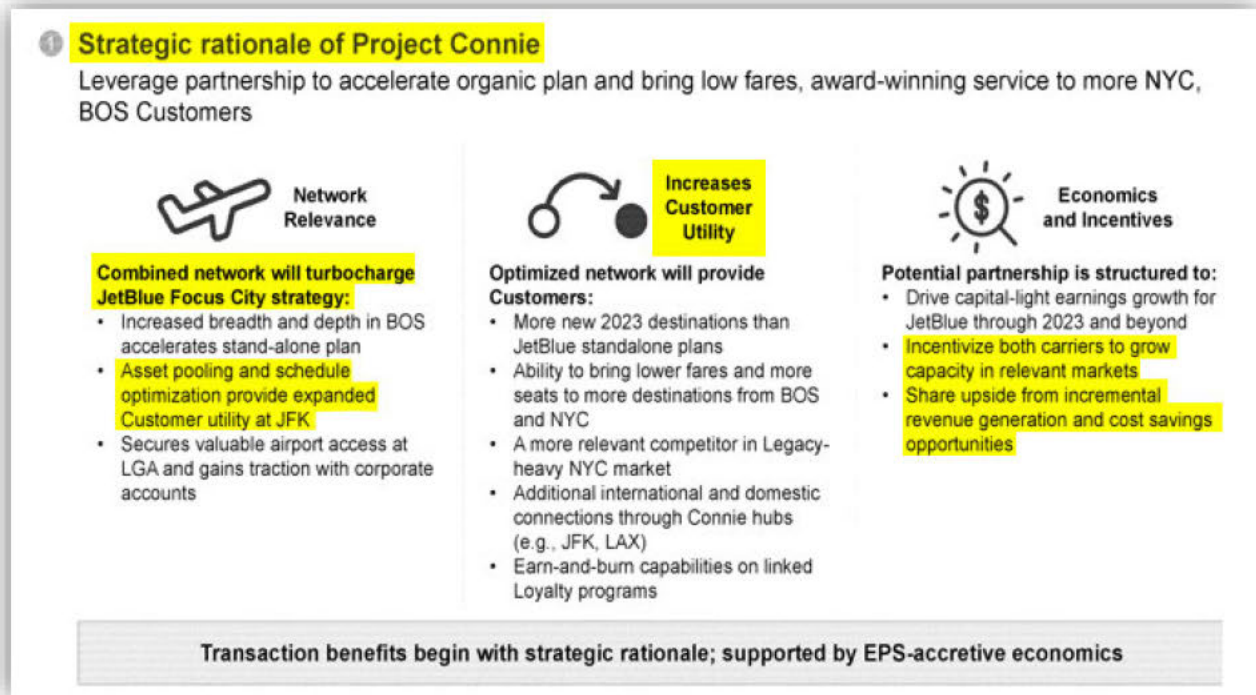 1 Strategic rationale of Project Connie
Leverage partnership to accelerate organic plan and bring low fares, award-winning service to more NYC,
BOS Customers
Network
Relevance
Combined network will turbocharge
JetBlue Focus City strategy:
• Increased breadth and depth in BOS
accelerates stand-alone plan
• Asset pooling and schedule
optimization provide expanded
Customer utility at JFK
• Secures valuable airport access at
LGA and gains traction with corporate
accounts
Increases
Customer
Utility
Optimized network will provide
Customers:
• More new 2023 destinations than
JetBlue standalone plans
• Ability to bring lower fares and more
seats to more destinations from BOS
and NYC
• A more relevant competitor in Legacy-
heavy NYC market
• Additional international and domestic
connections through Connie hubs
(e.g., JFK, LAX)
• Earn-and-burn capabilities on linked
Loyalty programs
$
Economics
and Incentives
Potential partnership is structured to:
• Drive capital-light earnings growth for
JetBlue through 2023 and beyond
• Incentivize both carriers to grow
capacity in relevant markets
• Share upside from incremental
revenue generation and cost savings
opportunities
Transaction benefits begin with strategic rationale; supported by EPS-accretive economics